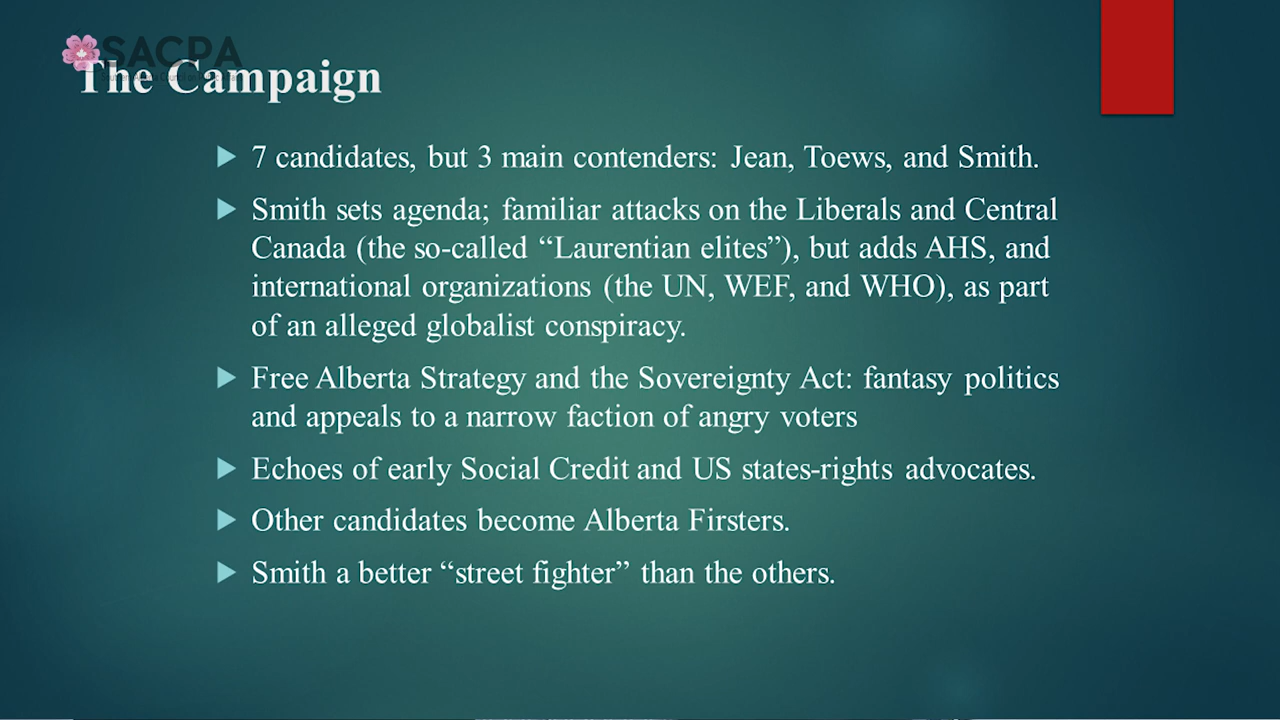 SACPA
The Campaign
7 candidates, but 3 main contenders: Jean, Toews, and Smith.
Smith sets agenda; familiar attacks on the Liberals and Central
Canada (the so-called “Laurentian elites”), but adds AHS, and
international organizations (the UN, WEF, and WHO), as part
of an alleged globalist conspiracy.
Free Alberta Strategy and the Sovereignty Act: fantasy politics
and appeals to a narrow faction of angry voters
Echoes of early Social Credit and US states-rights advocates.
Other candidates become Alberta Firsters.
Smith a better “street fighter” than the others.